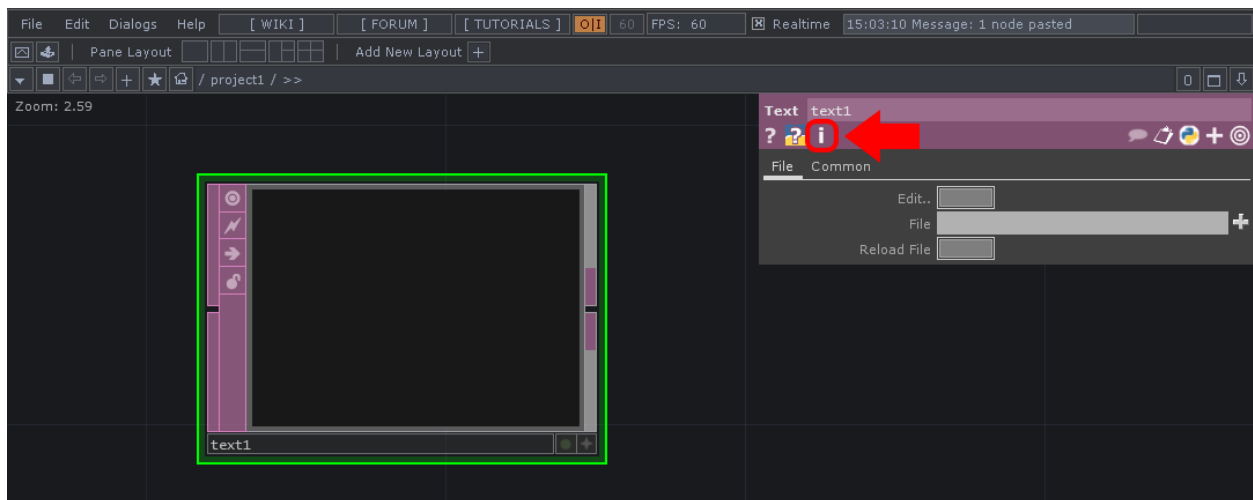 File Edit Dialogs Help [ WIKI ] [ FORUM ] [ TUTORIALS ] O|I 60 FPS: 60 Realtime 15:03:10 Message: 1 node pasted
Pane Layout | Add New Layout +
/ project1 / >> 0
Zoom: 2.59
Text text1
? ? i
File Common
Edit..
File
Reload File
text1